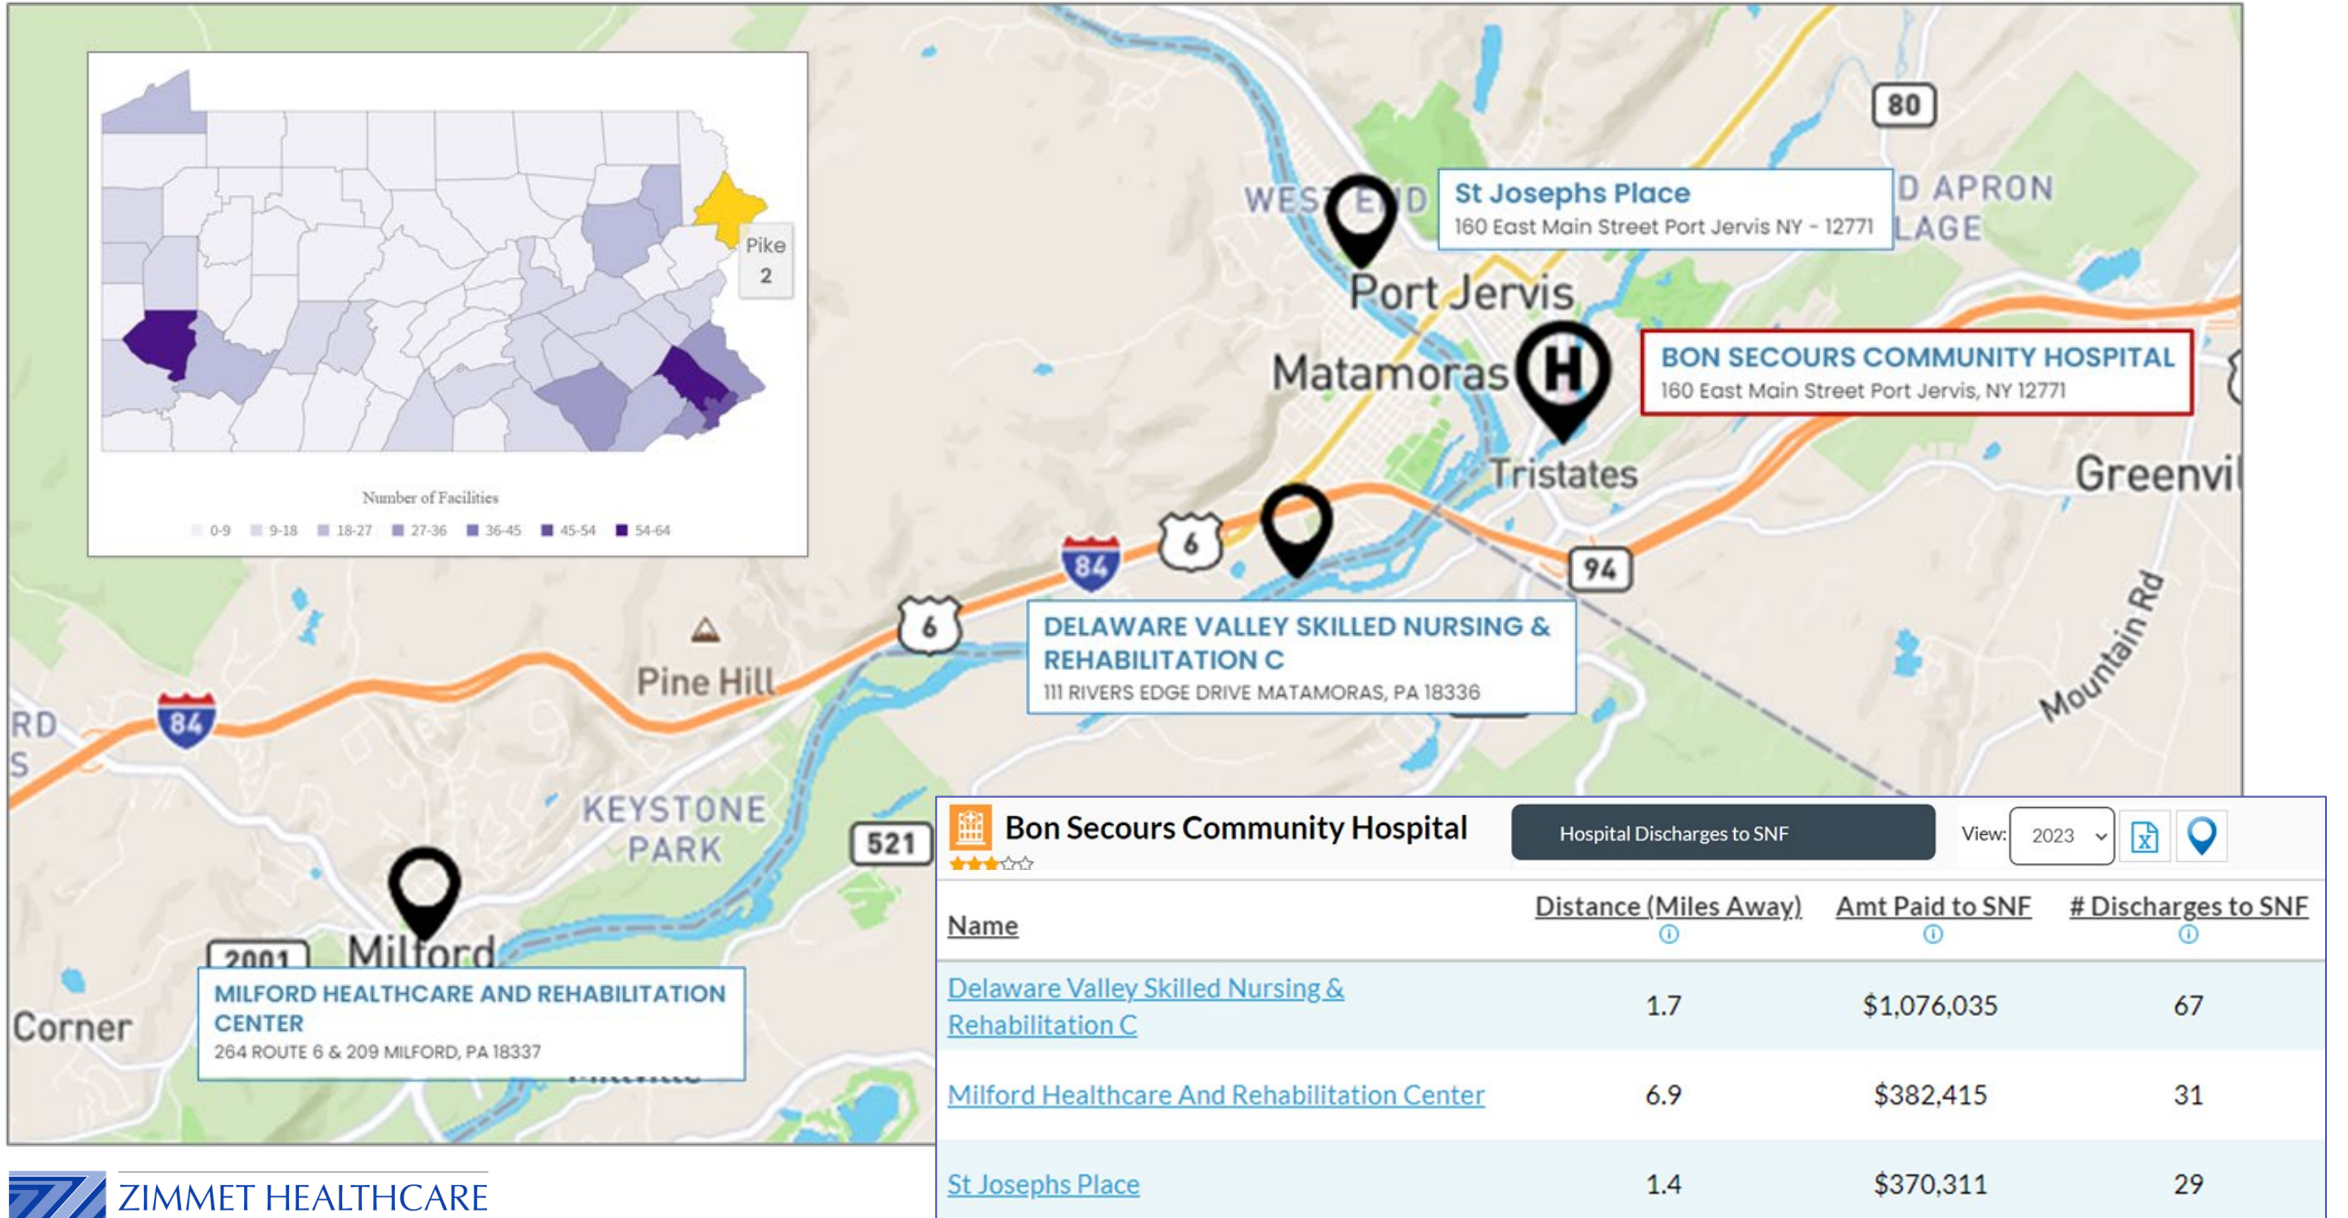 Pike
2
Number of Facilities
0-9 9-18 18-27 27-36 36-45 45-54 54-64
80
WEST END
D APRON
LAGE
St Josephs Place
160 East Main Street Port Jervis NY - 12771
Port Jervis
Matamoras
H
BON SECOURS COMMUNITY HOSPITAL
160 East Main Street Port Jervis, NY 12771
Tristates
Greenvil
6
84
94
6
DELAWARE VALLEY SKILLED NURSING &
REHABILITATION C
111 RIVERS EDGE DRIVE MATAMORAS, PA 18336
Mountain Rd
Pine Hill
RD
S
84
KEYSTONE
PARK
521
2001
Milford
MILFORD HEALTHCARE AND REHABILITATION
CENTER
264 ROUTE 6 & 209 MILFORD, PA 18337
Corner
Bon Secours Community Hospital
Hospital Discharges to SNF
View: 2023
Name Distance (Miles Away) Amt Paid to SNF # Discharges to SNF
Delaware Valley Skilled Nursing &
Rehabilitation C
1.7 $1,076,035 67
Milford Healthcare And Rehabilitation Center 6.9 $382,415 31
St Josephs Place 1.4 $370,311 29
ZIMMET HEALTHCARE